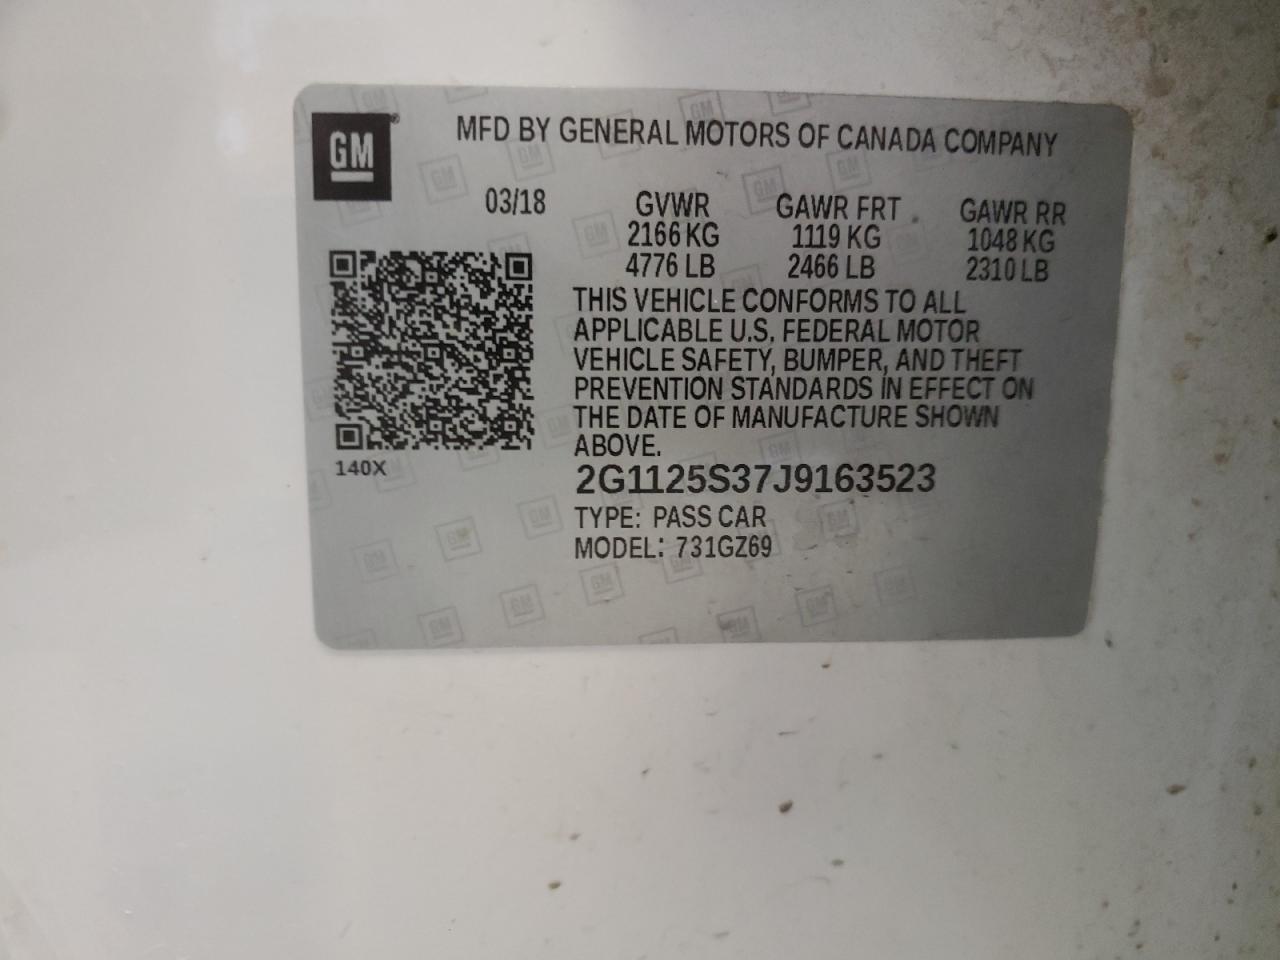 GM®
MFD BY GENERAL MOTORS OF CANADA COMPANY
03/18 GVWR GAWR FRT GAWR RR
2166 KG 1119 KG 1048 KG
4776 LB 2466 LB 2310 LB
THIS VEHICLE CONFORMS TO ALL
APPLICABLE U.S. FEDERAL MOTOR
VEHICLE SAFETY, BUMPER, AND THEFT
PREVENTION STANDARDS IN EFFECT ON
THE DATE OF MANUFACTURE SHOWN
ABOVE.
140X
2G1125S37J9163523
TYPE: PASS CAR
MODEL: 731GZ69